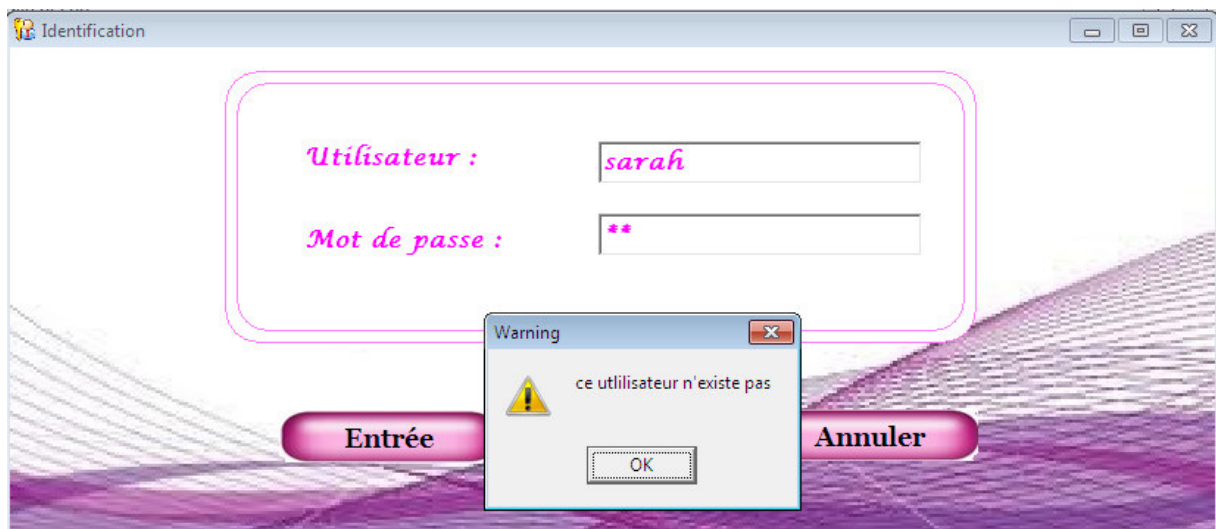 Identification
Utilisateur :
sarah
Mot de passe :
**
Warning
ce utlilisateur n'existe pas
OK
Entrée
Annuler